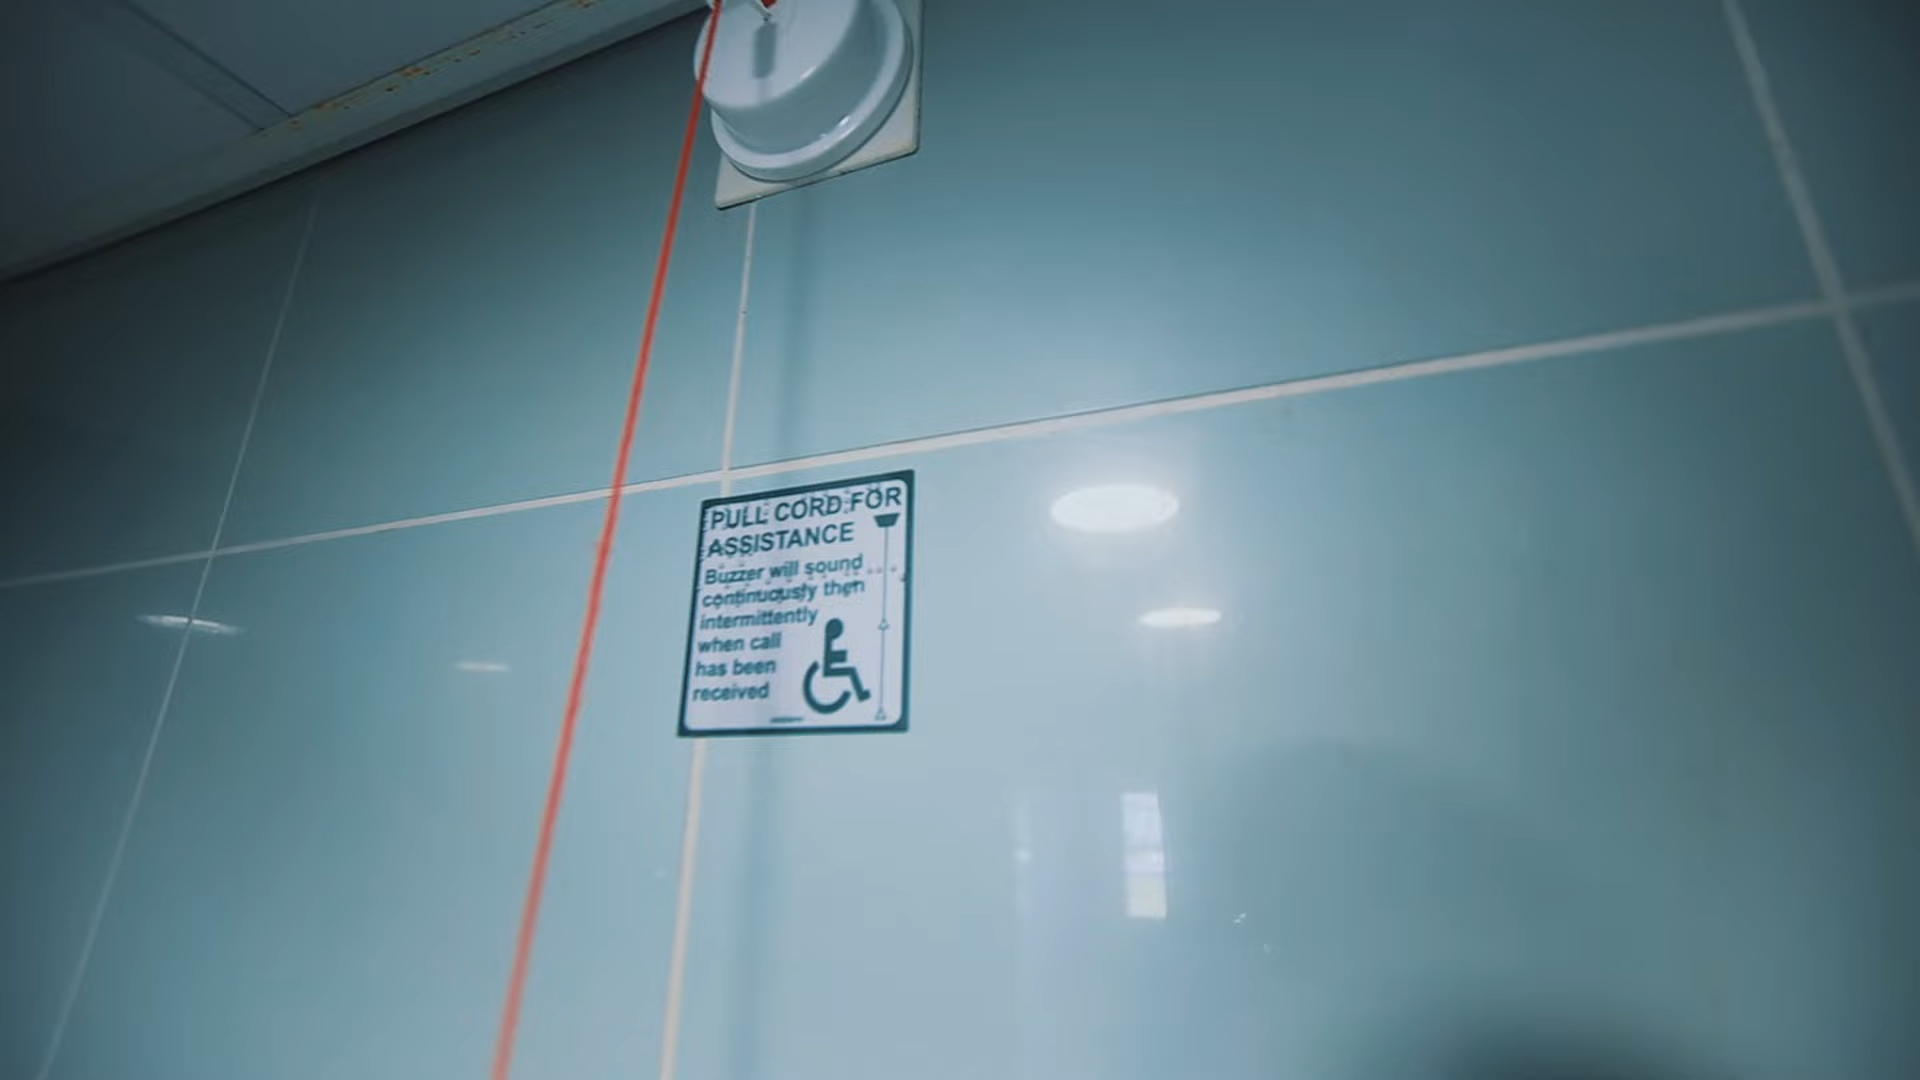 PULL CORD FOR
ASSISTANCE
Buzzer will sound
continuously then
intermittently
when call
has been
received